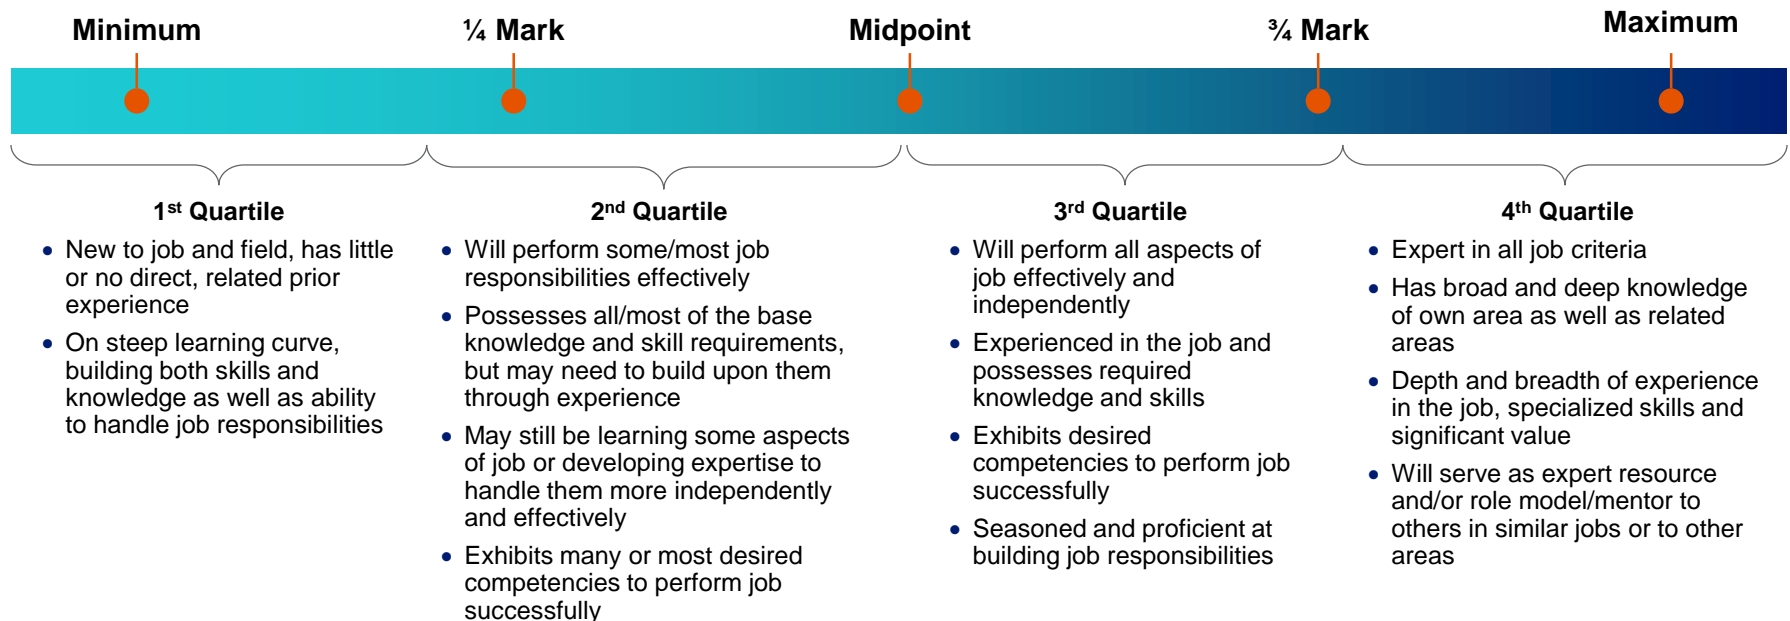 Minimum
¼ Mark
Midpoint
¾ Mark
Maximum
1st Quartile
• New to job and field, has little
or no direct, related prior
experience
• On steep learning curve,
building both skills and
knowledge as well as ability
to handle job responsibilities
2nd Quartile
• Will perform some/most job
responsibilities effectively
• Possesses all/most of the base
knowledge and skill requirements,
but may need to build upon them
through experience
• May still be learning some aspects
of job or developing expertise to
handle them more independently
and effectively
• Exhibits many or most desired
competencies to perform job
successfully
3rd Quartile
• Will perform all aspects of
job effectively and
independently
• Experienced in the job and
possesses required
knowledge and skills
• Exhibits desired
competencies to perform job
successfully
• Seasoned and proficient at
building job responsibilities
4th Quartile
• Expert in all job criteria
• Has broad and deep knowledge
of own area as well as related
areas
• Depth and breadth of experience
in the job, specialized skills and
significant value
• Will serve as expert resource
and/or role model/mentor to
others in similar jobs or to other
areas